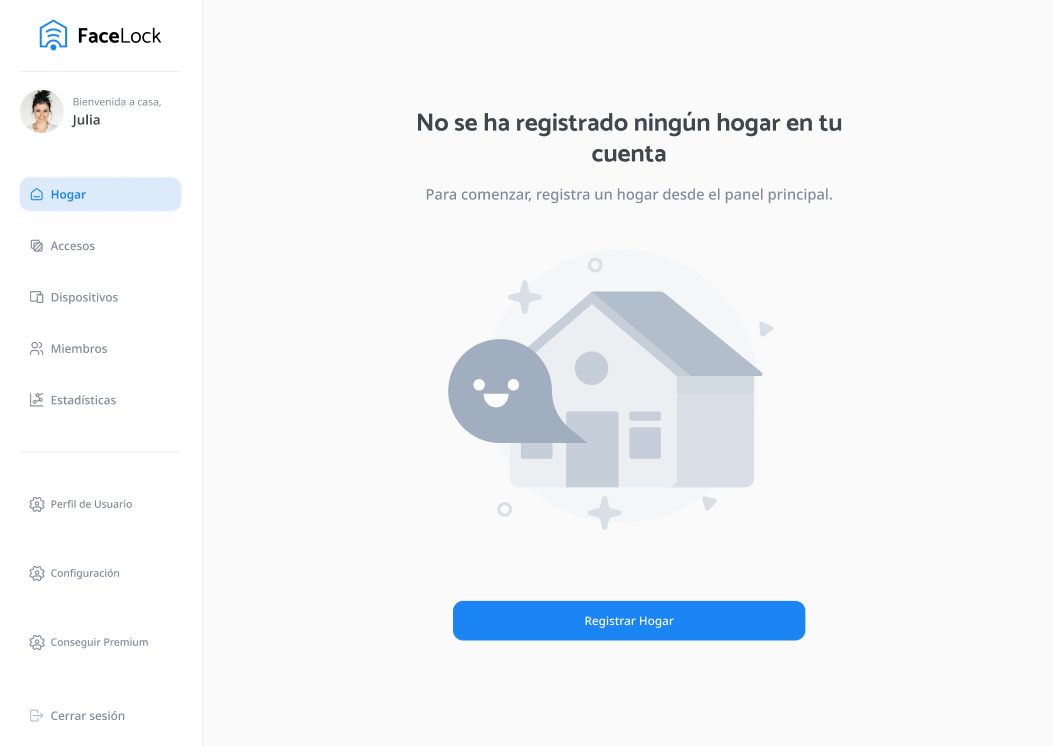 FaceLock
Bienvenida a casa,
Julia
Hogar
Accesos
Dispositivos
Miembros
Estadísticas
Perfil de Usuario
Configuración
Conseguir Premium
Cerrar sesión
No se ha registrado ningún hogar en tu
cuenta
Para comenzar, registra un hogar desde el panel principal.
Registrar Hogar